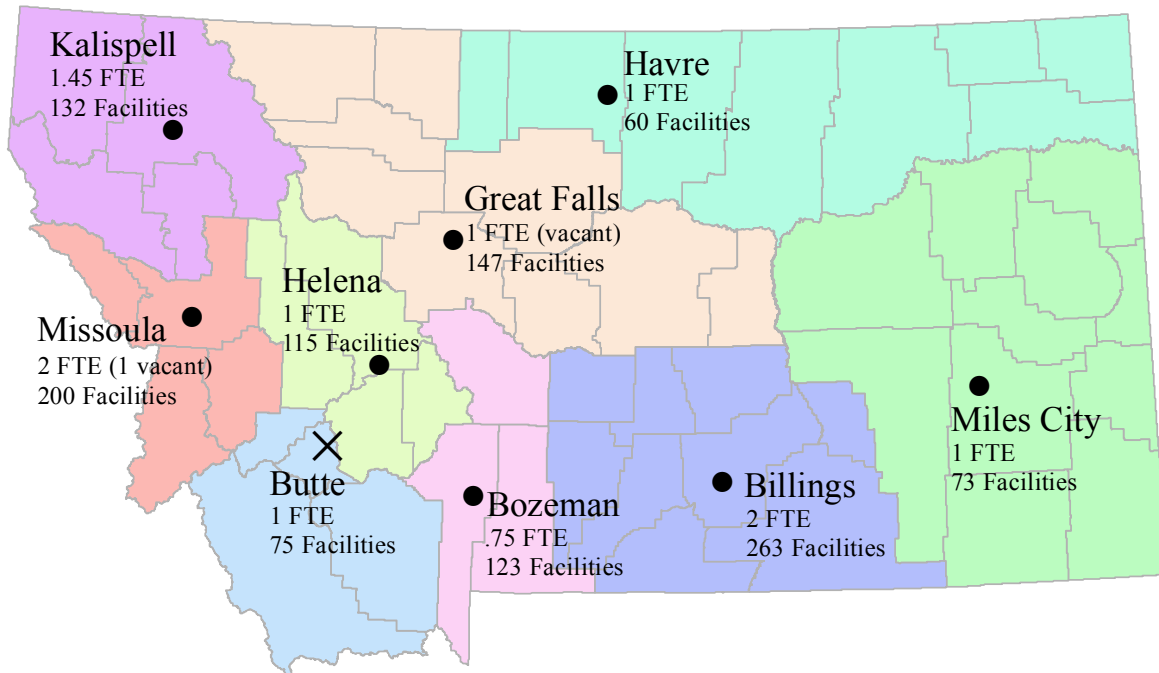 Kalispell
1.45 FTE
132 Facilities
Havre
1 FTE
60 Facilities
Great Falls
1 FTE (vacant)
147 Facilities
Helena
1 FTE
115 Facilities
Missoula
2 FTE (1 vacant)
200 Facilities
Miles City
1 FTE
73 Facilities
Butte
1 FTE
75 Facilities
Bozeman
.75 FTE
123 Facilities
Billings
2 FTE
263 Facilities